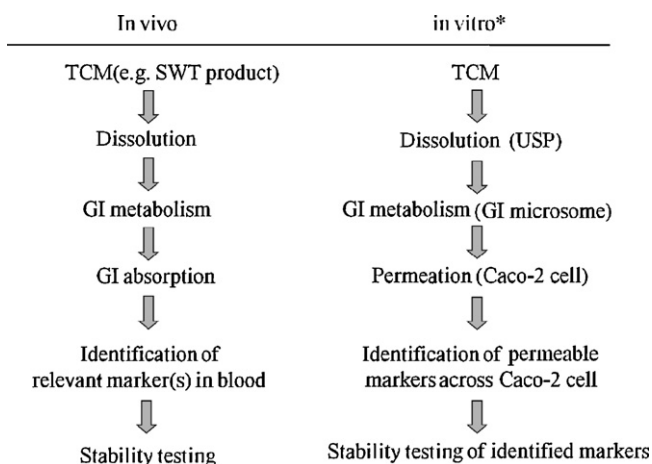 In vivo
in vitro*
TCM(e.g. SWT product)
TCM
Dissolution
Dissolution (USP)
GI metabolism
GI metabolism (GI microsome)
GI absorption
Permeation (Caco-2 cell)
Identification of
relevant marker(s) in blood
Identification of permeable
markers across Caco-2 cell
Stability testing
Stability testing of identified markers